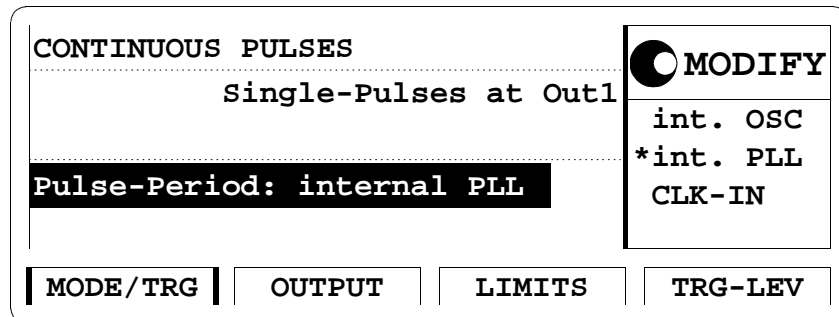 CONTINUOUS PULSES
Single-Pulses at Out1
Pulse-Period: internal PLL
MODIFY
int. OSC
*int. PLL
CLK-IN
MODE/TRG
OUTPUT
LIMITS
TRG-LEV